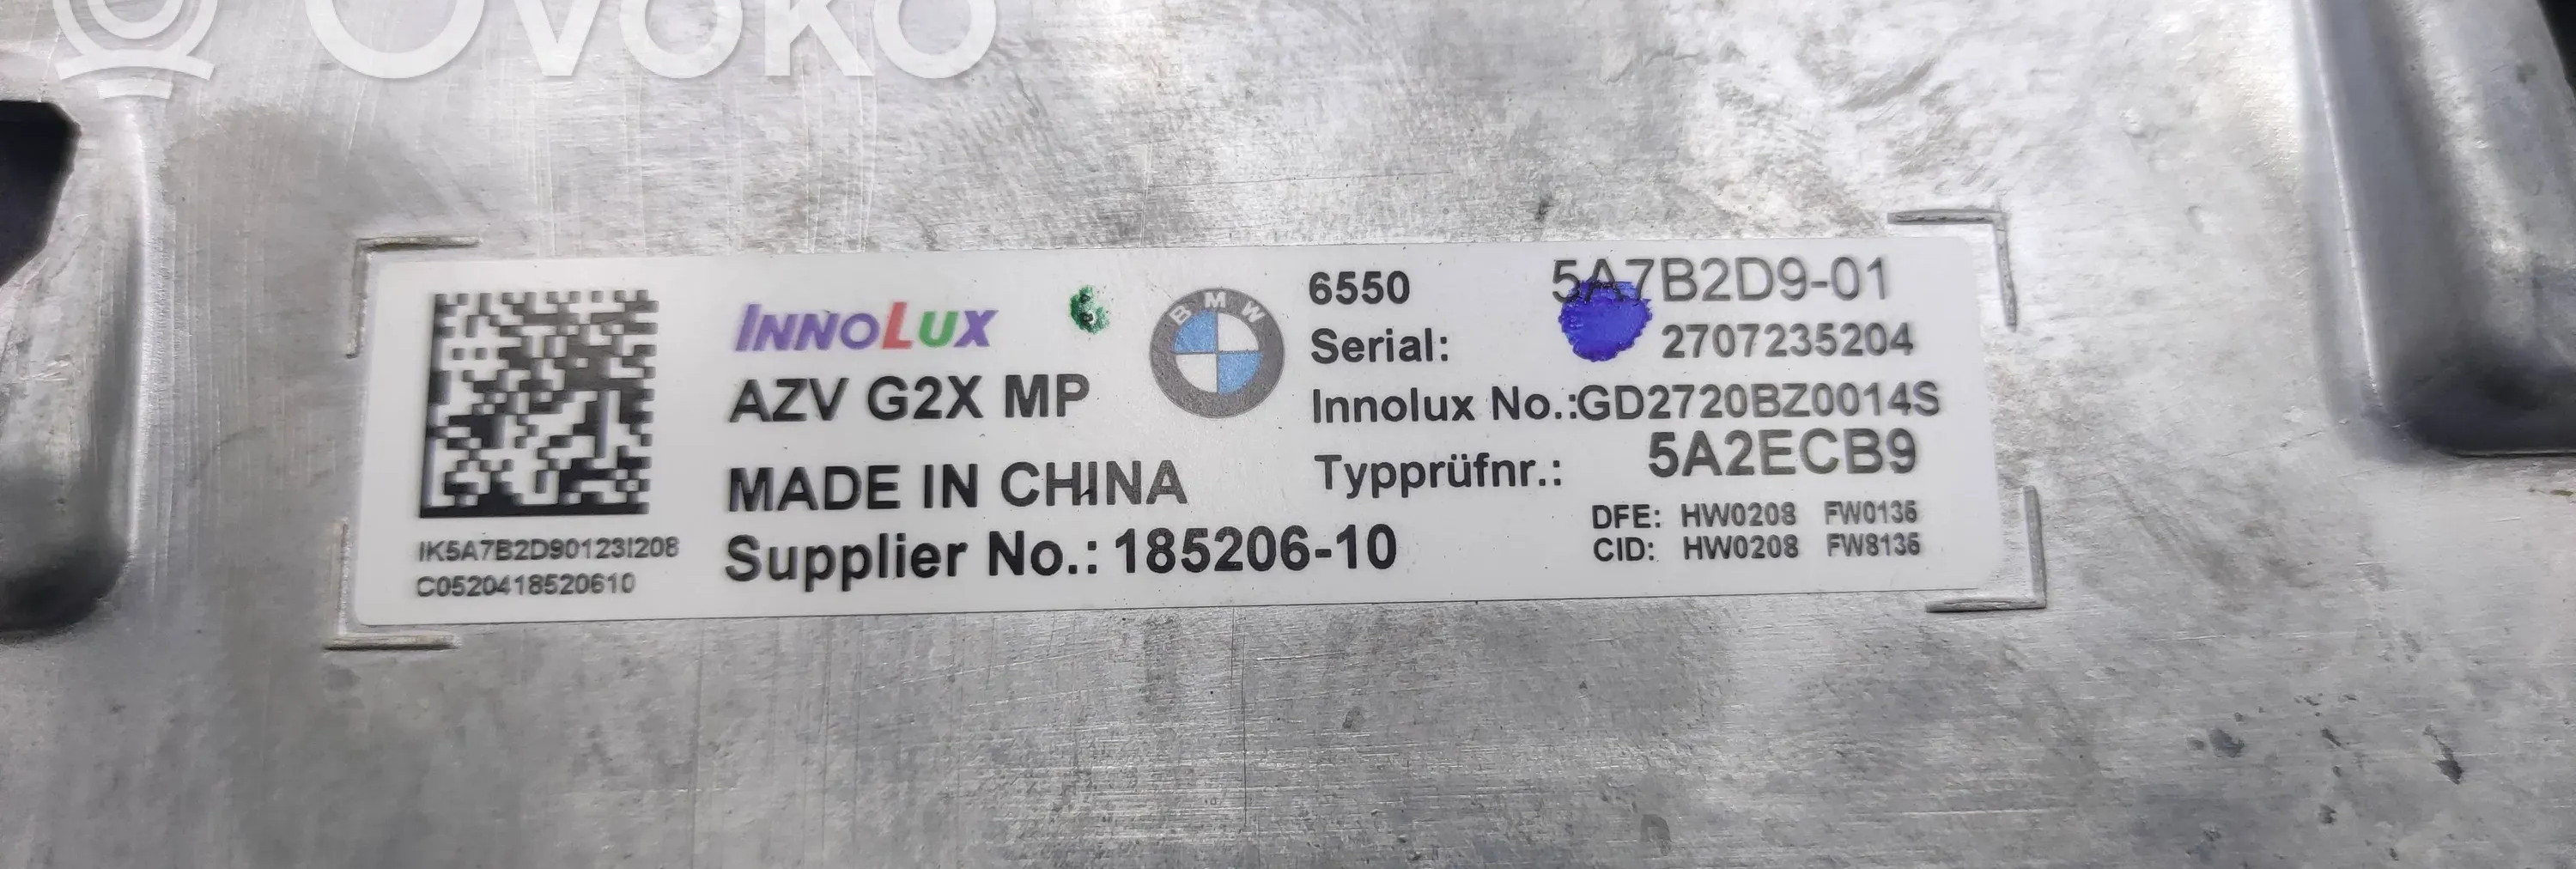 OVOKO
INNOLUX
AZV G2X MP
MADE IN CHINA
Supplier No.: 185206-10
IK5A7B2D90123I208
C0520418520610
BMW
6550 5A7B2D9-01
Serial: 2707235204
Innolux No.:GD2720BZ0014S
Typprüfnr.: 5A2ECB9
DFE: HW0208 FW0136
CID: HW0208 FW8136